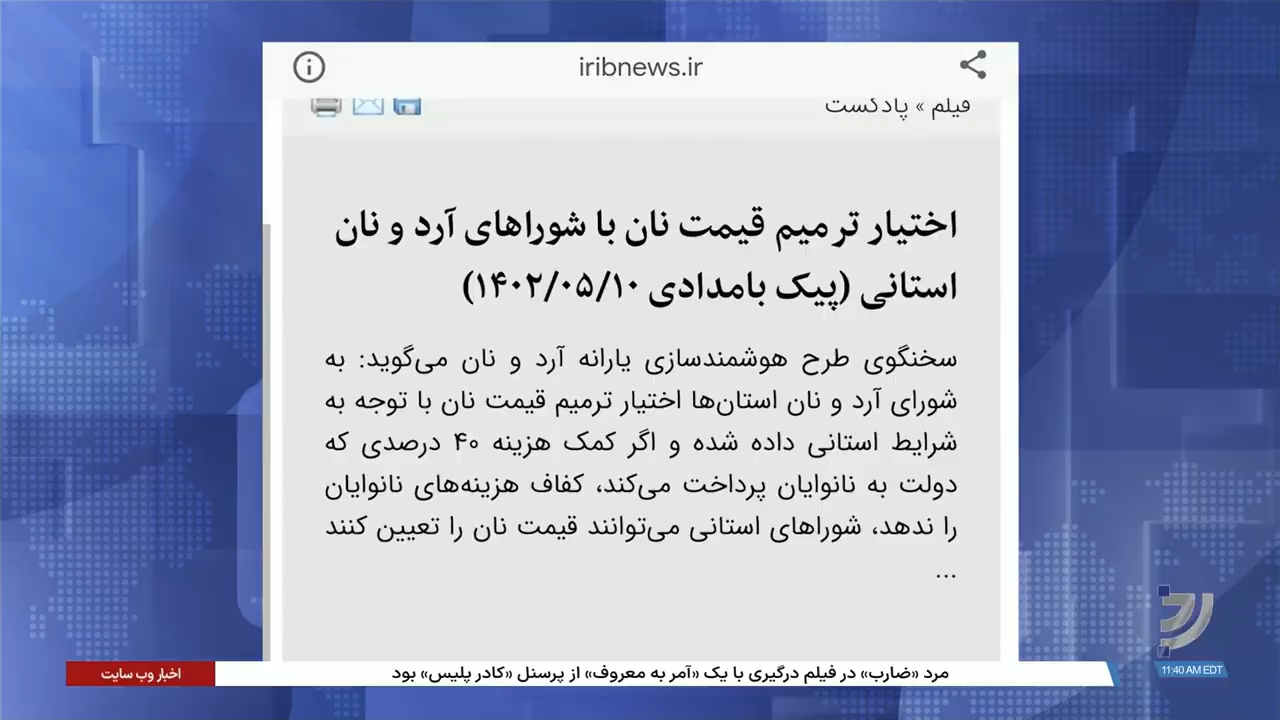 iribnews.ir
فیلم » پادکست
اختیار ترمیم قیمت نان با شوراهای آرد و نان
استانی (پیک بامدادی ۱۴۰۲/۰۵/۱۰)
سخنگوی طرح هوشمندسازی یارانه آرد و نان می‌گوید: به
شورای آرد و نان استان‌ها اختیار ترمیم قیمت نان با توجه به
شرایط استانی داده شده و اگر کمک هزینه ۴۰ درصدی که
دولت به نانوایان پرداخت می‌کند، کفاف هزینه‌های نانوایان
را ندهد، شوراهای استانی می‌توانند قیمت نان را تعیین کنند
...
11:40 AM EDT
اخبار وب سایت
مرد «ضارب» در فیلم درگیری با یک «آمر به معروف» از پرسنل «کادر پلیس» بود